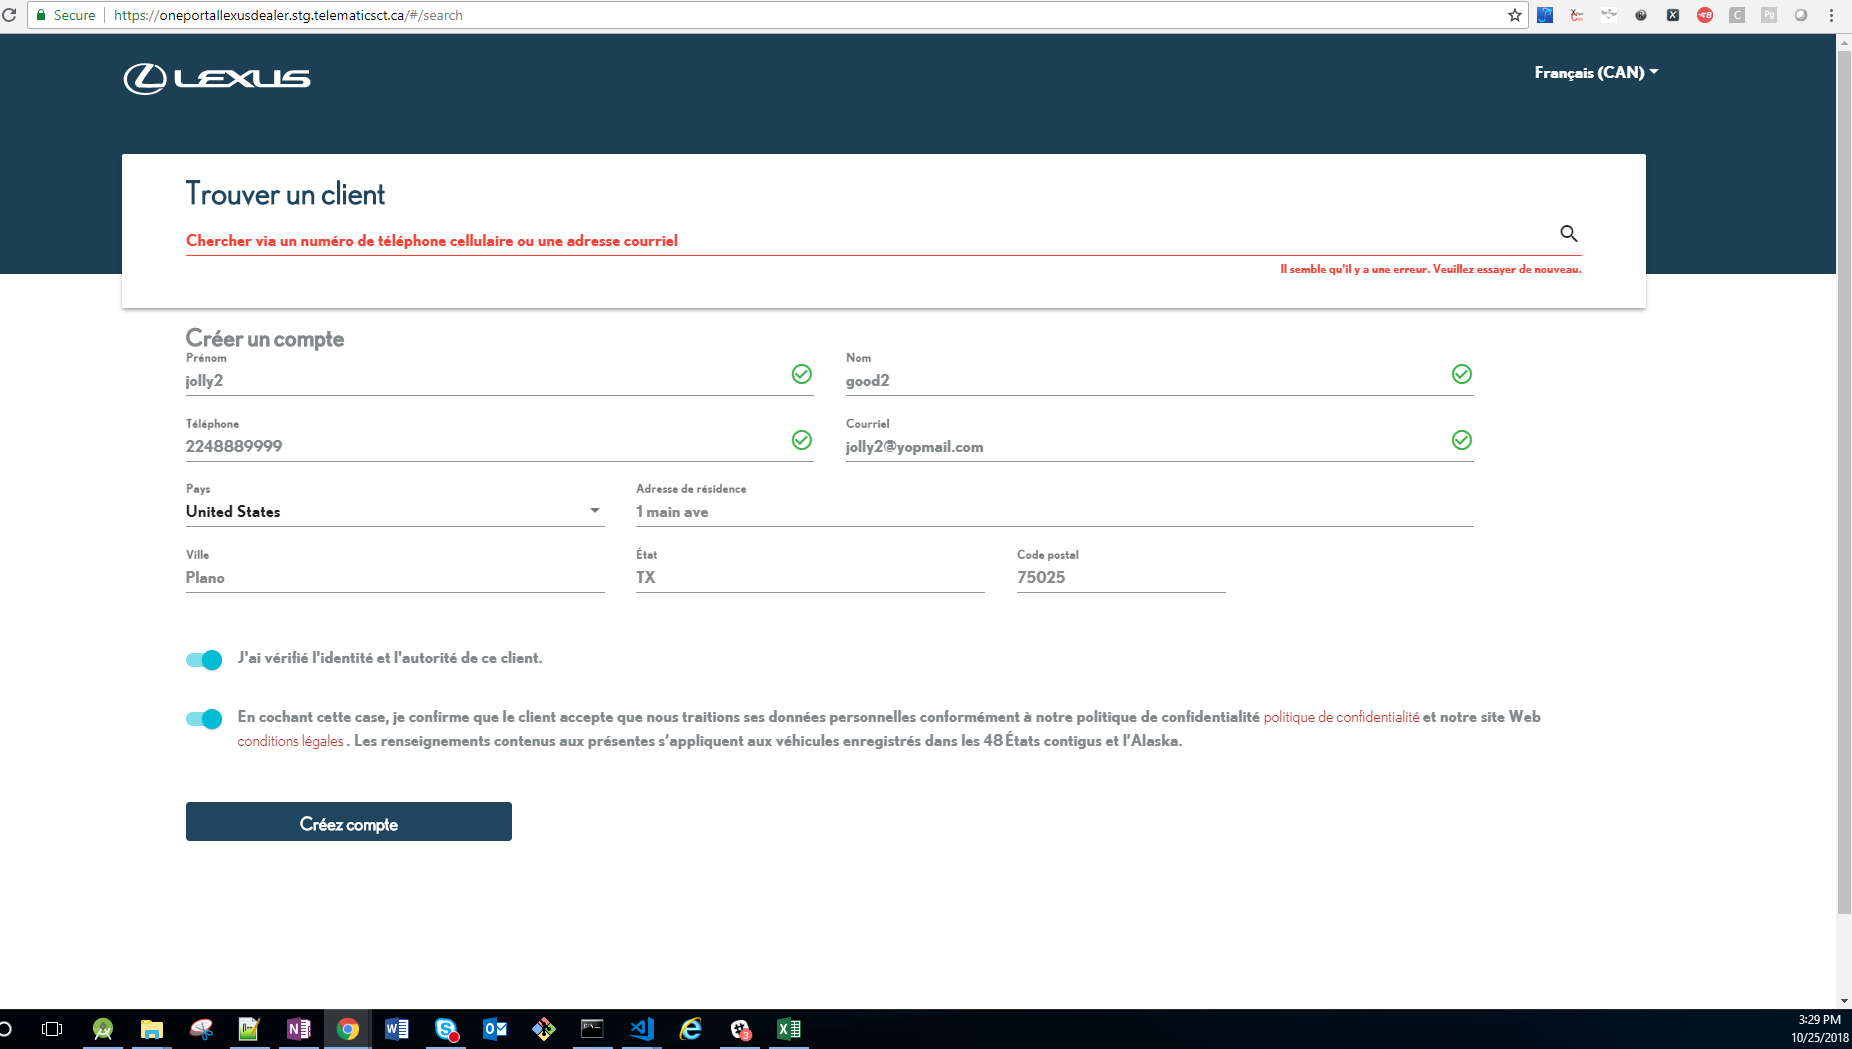 Secure
https://oneportallexusdealer.stg.telematicsct.ca/#/search
LEXUS
Français (CAN)
Trouver un client
Chercher via un numéro de téléphone cellulaire ou une adresse courriel
Il semble qu'il y a une erreur. Veuillez essayer de nouveau.
Créer un compte
Prénom
Nom
jolly2
good2
Téléphone
Courriel
2248889999
jolly2@yopmail.com
Pays
Adresse de résidence
United States
1 main ave
Ville
État
Code postal
Plano
TX
75025
J'ai vérifié l'identité et l'autorité de ce client.
En cochant cette case, je confirme que le client accepte que nous traitions ses données personnelles conformément à notre politique de confidentialité politique de confidentialité et notre site Web
conditions légales . Les renseignements contenus aux présentes s’appliquent aux véhicules enregistrés dans les 48 États contigus et l’Alaska.
Créez compte
3:29 PM
10/25/2018